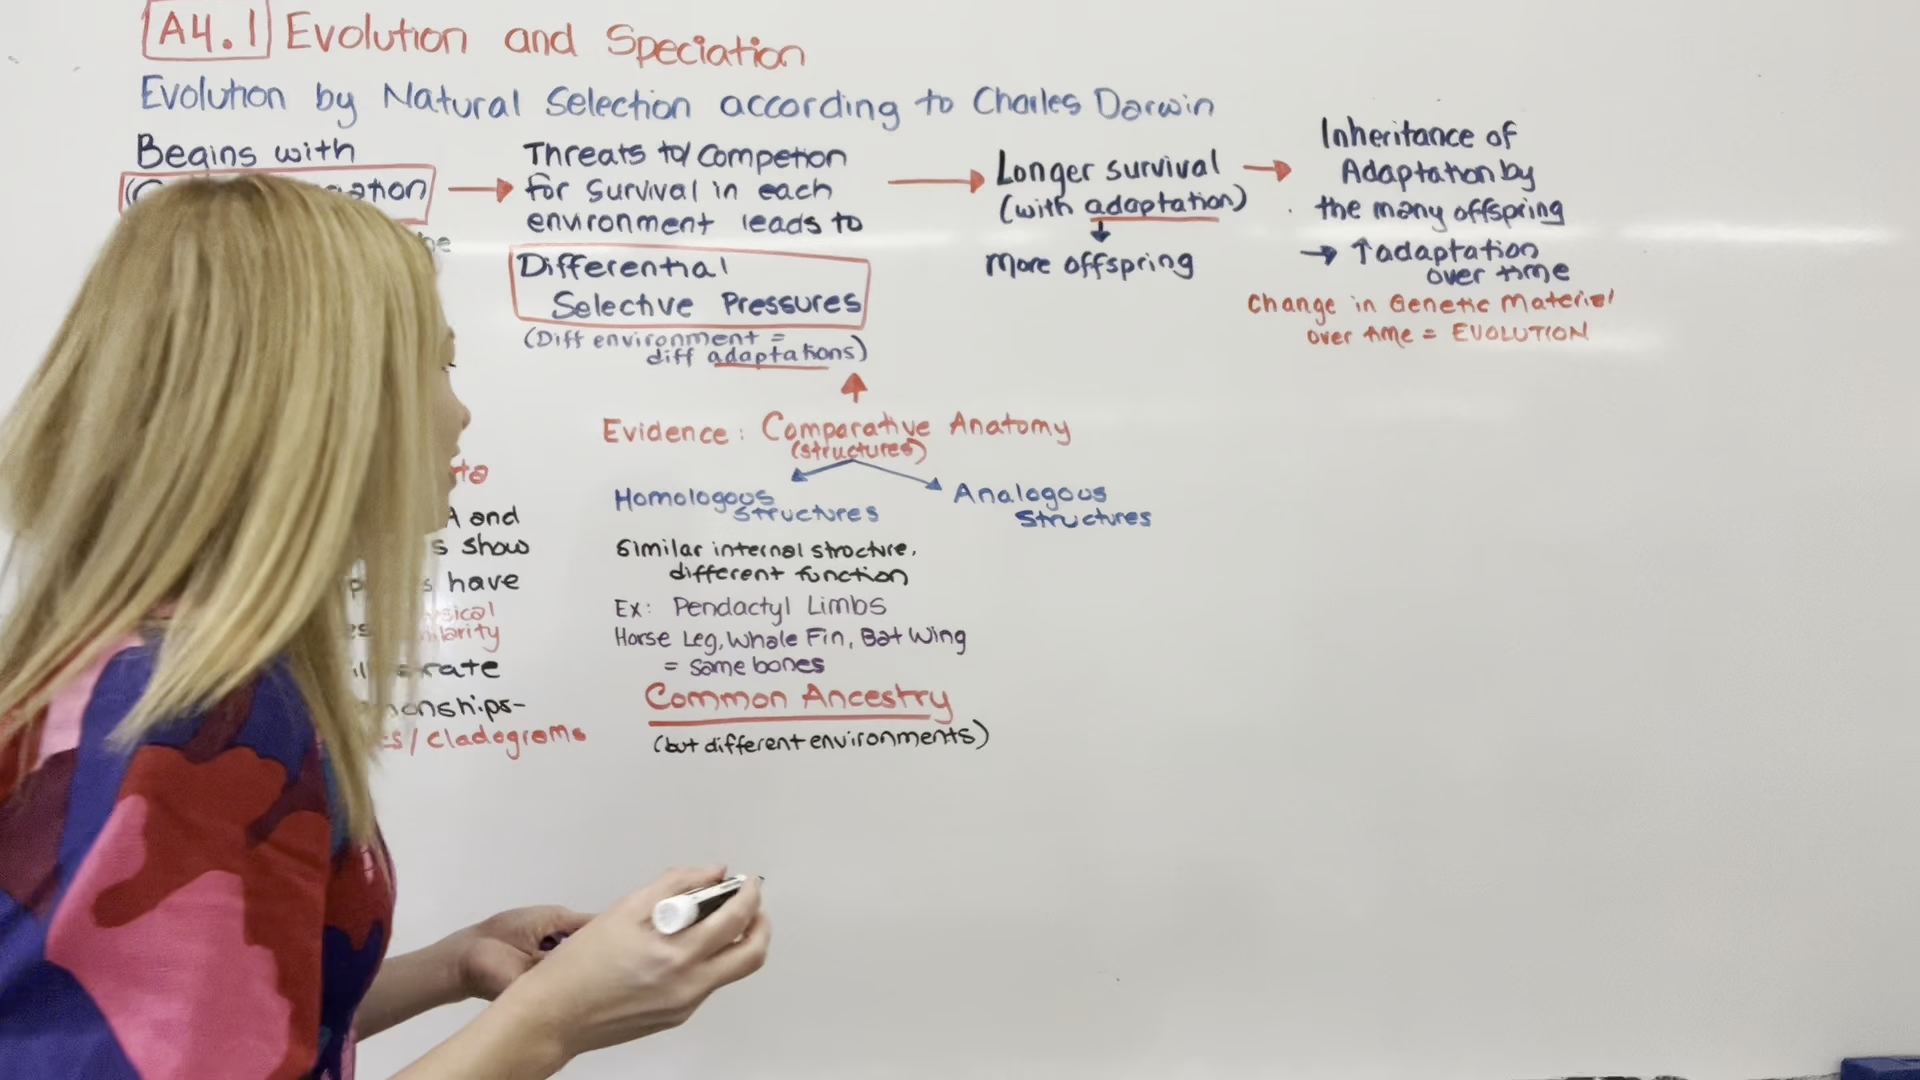 A4.1 Evolution and Speciation
Evolution by Natural Selection according to Charles Darwin
Begins with
Threats to/Competion
for survival in each
environment leads to
Differential
Selective Pressures
(Diff environment =
diff adaptations)
Longer survival
(with adaptation)
More offspring
Inheritance of
Adaptation by
the many offspring
→ ↑adaptation
over time
Change in Genetic Material
over time = EVOLUTION
Evidence: Comparative Anatomy
(structures)
Homologous
Structures
Analogous
Structures
Similar internal structure,
different function
Ex: Pendactyl Limbs
Horse Leg, Whale Fin, Bat Wing
= same bones
Common Ancestry
(but different environments)
and
show
have
/cladograms